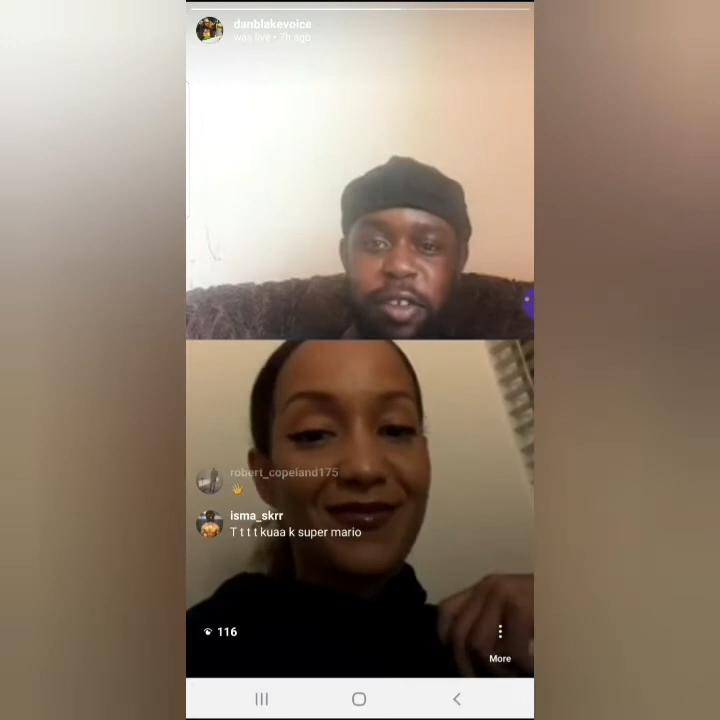 danblakevoice
was live • 7h ago
robert_copeland175
👋
isma_skrr
T t t t kuaa k super mario
116
More